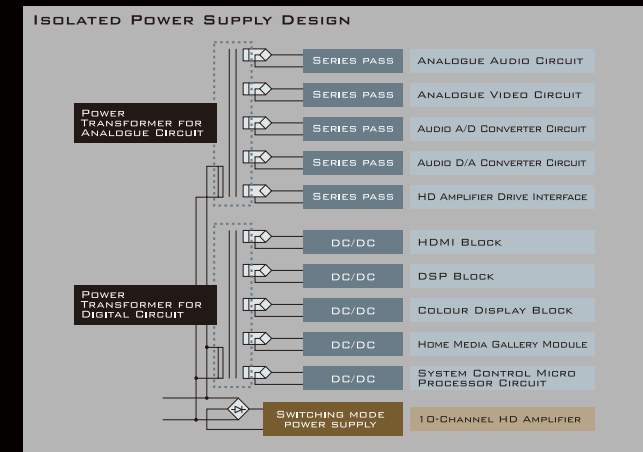 Isolated Power Supply Design
Series pass
Analogue Audio Circuit
Series pass
Analogue Video Circuit
Power
Transformer for
Analogue Circuit
Series pass
Audio A/D Converter Circuit
Series pass
Audio D/A Converter Circuit
Series pass
HD Amplifier Drive Interface
DC/DC
HDMI Block
DC/DC
DSP Block
Power
Transformer for
Digital Circuit
DC/DC
Colour Display Block
DC/DC
Home Media Gallery Module
DC/DC
System Control Micro
Processor Circuit
Switching mode
power supply
10-Channel HD Amplifier